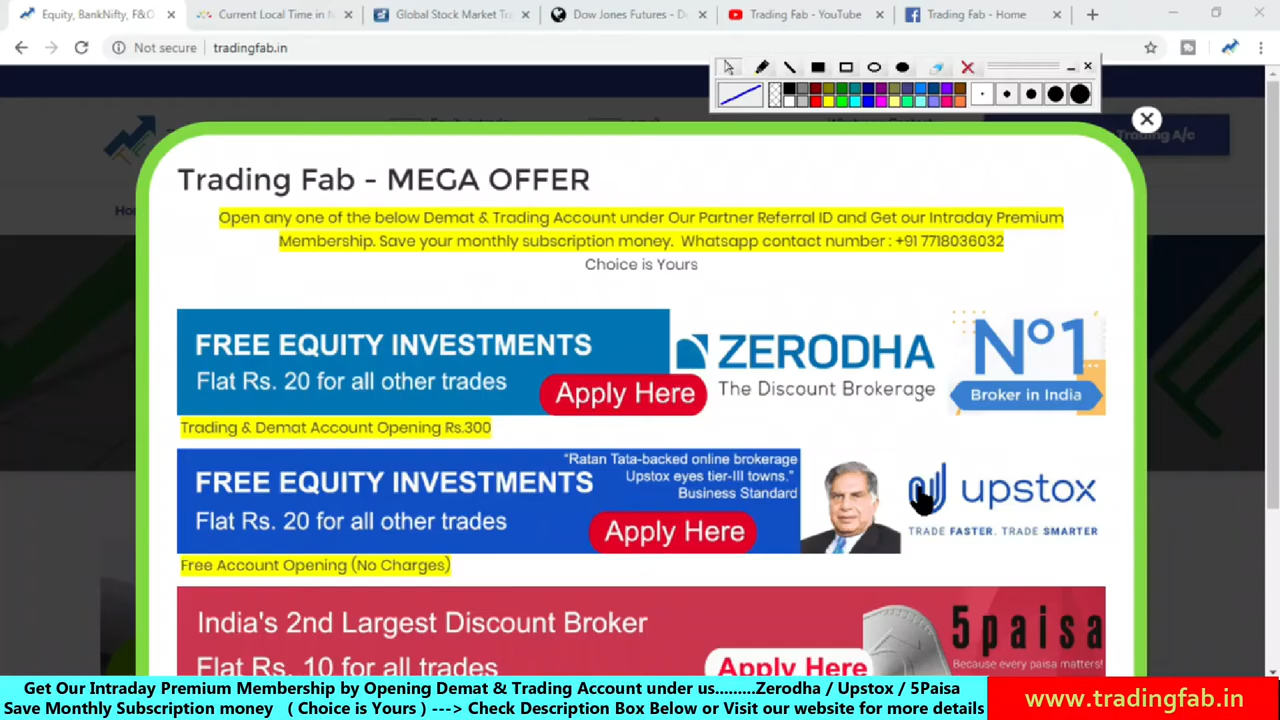 Equity, BankNifty, F&O
Current Local Time in
Global Stock Market Tr
Dow Jones Futures - D
Trading Fab - YouTube
Trading Fab - Home
Not secure
tradingfab.in
Trading A/c
Trading Fab - MEGA OFFER
Open any one of the below Demat & Trading Account under Our Partner Referral ID and Get our Intraday Premium
Membership. Save your monthly subscription money. Whatsapp contact number : +91 7718036032
Choice is Yours
FREE EQUITY INVESTMENTS
Flat Rs. 20 for all other trades
Apply Here
ZERODHA
The Discount Brokerage
Nº1
Broker in India
Trading & Demat Account Opening Rs.300
FREE EQUITY INVESTMENTS
Flat Rs. 20 for all other trades
"Ratan Tata-backed online brokerage
Upstox eyes tier-III towns."
Business Standard
Apply Here
upstox
TRADE FASTER. TRADE SMARTER
Free Account Opening (No Charges)
India's 2nd Largest Discount Broker
Flat Rs. 10 for all trades
Apply Here
5paisa
Because every paisa matters!
Get Our Intraday Premium Membership by Opening Demat & Trading Account under us.........Zerodha / Upstox / 5Paisa
Save Monthly Subscription money ( Choice is Yours ) ---> Check Description Box Below or Visit our website for more details
www.tradingfab.in